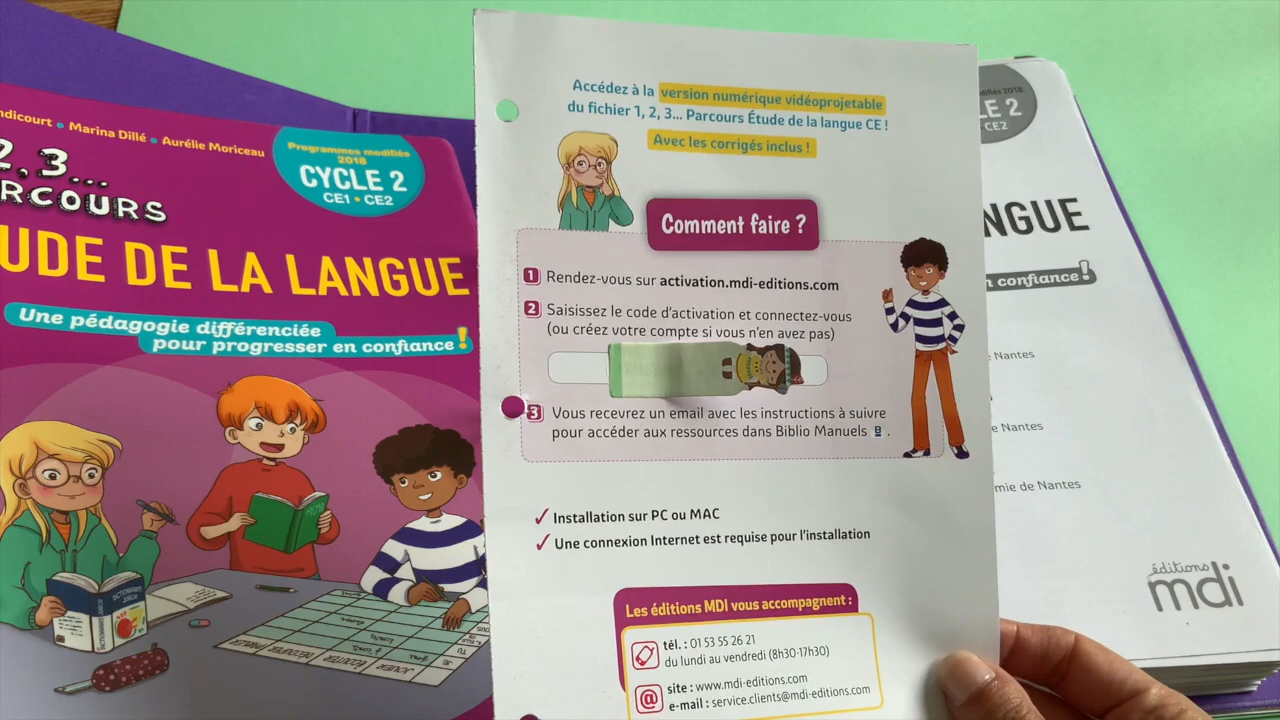 ndicourt • Marina Dillé • Aurélie Moriceau
Programmes modifiés
2018
CYCLE 2
CE1 • CE2
2, 3...
RCOURS
UDE DE LA LANGUE
Une pédagogie différenciée
pour progresser en confiance !
Accédez à la version numérique vidéoprojetable
du fichier 1, 2, 3... Parcours Étude de la langue CE !
Avec les corrigés inclus !
Comment faire ?
1 Rendez-vous sur activation.mdi-editions.com
2 Saisissez le code d'activation et connectez-vous
(ou créez votre compte si vous n'en avez pas)
3 Vous recevrez un email avec les instructions à suivre
pour accéder aux ressources dans Biblio Manuels .
✓ Installation sur PC ou MAC
✓ Une connexion Internet est requise pour l'installation
Les éditions MDI vous accompagnent :
tél. : 01 53 55 26 21
du lundi au vendredi (8h30-17h30)
@ site : www.mdi-editions.com
e-mail : service.clients@mdi-editions.com
difiés 2018
LE 2
CE2
NGUE
n confiance !
Nantes
de Nantes
mie de Nantes
éditions
mdi